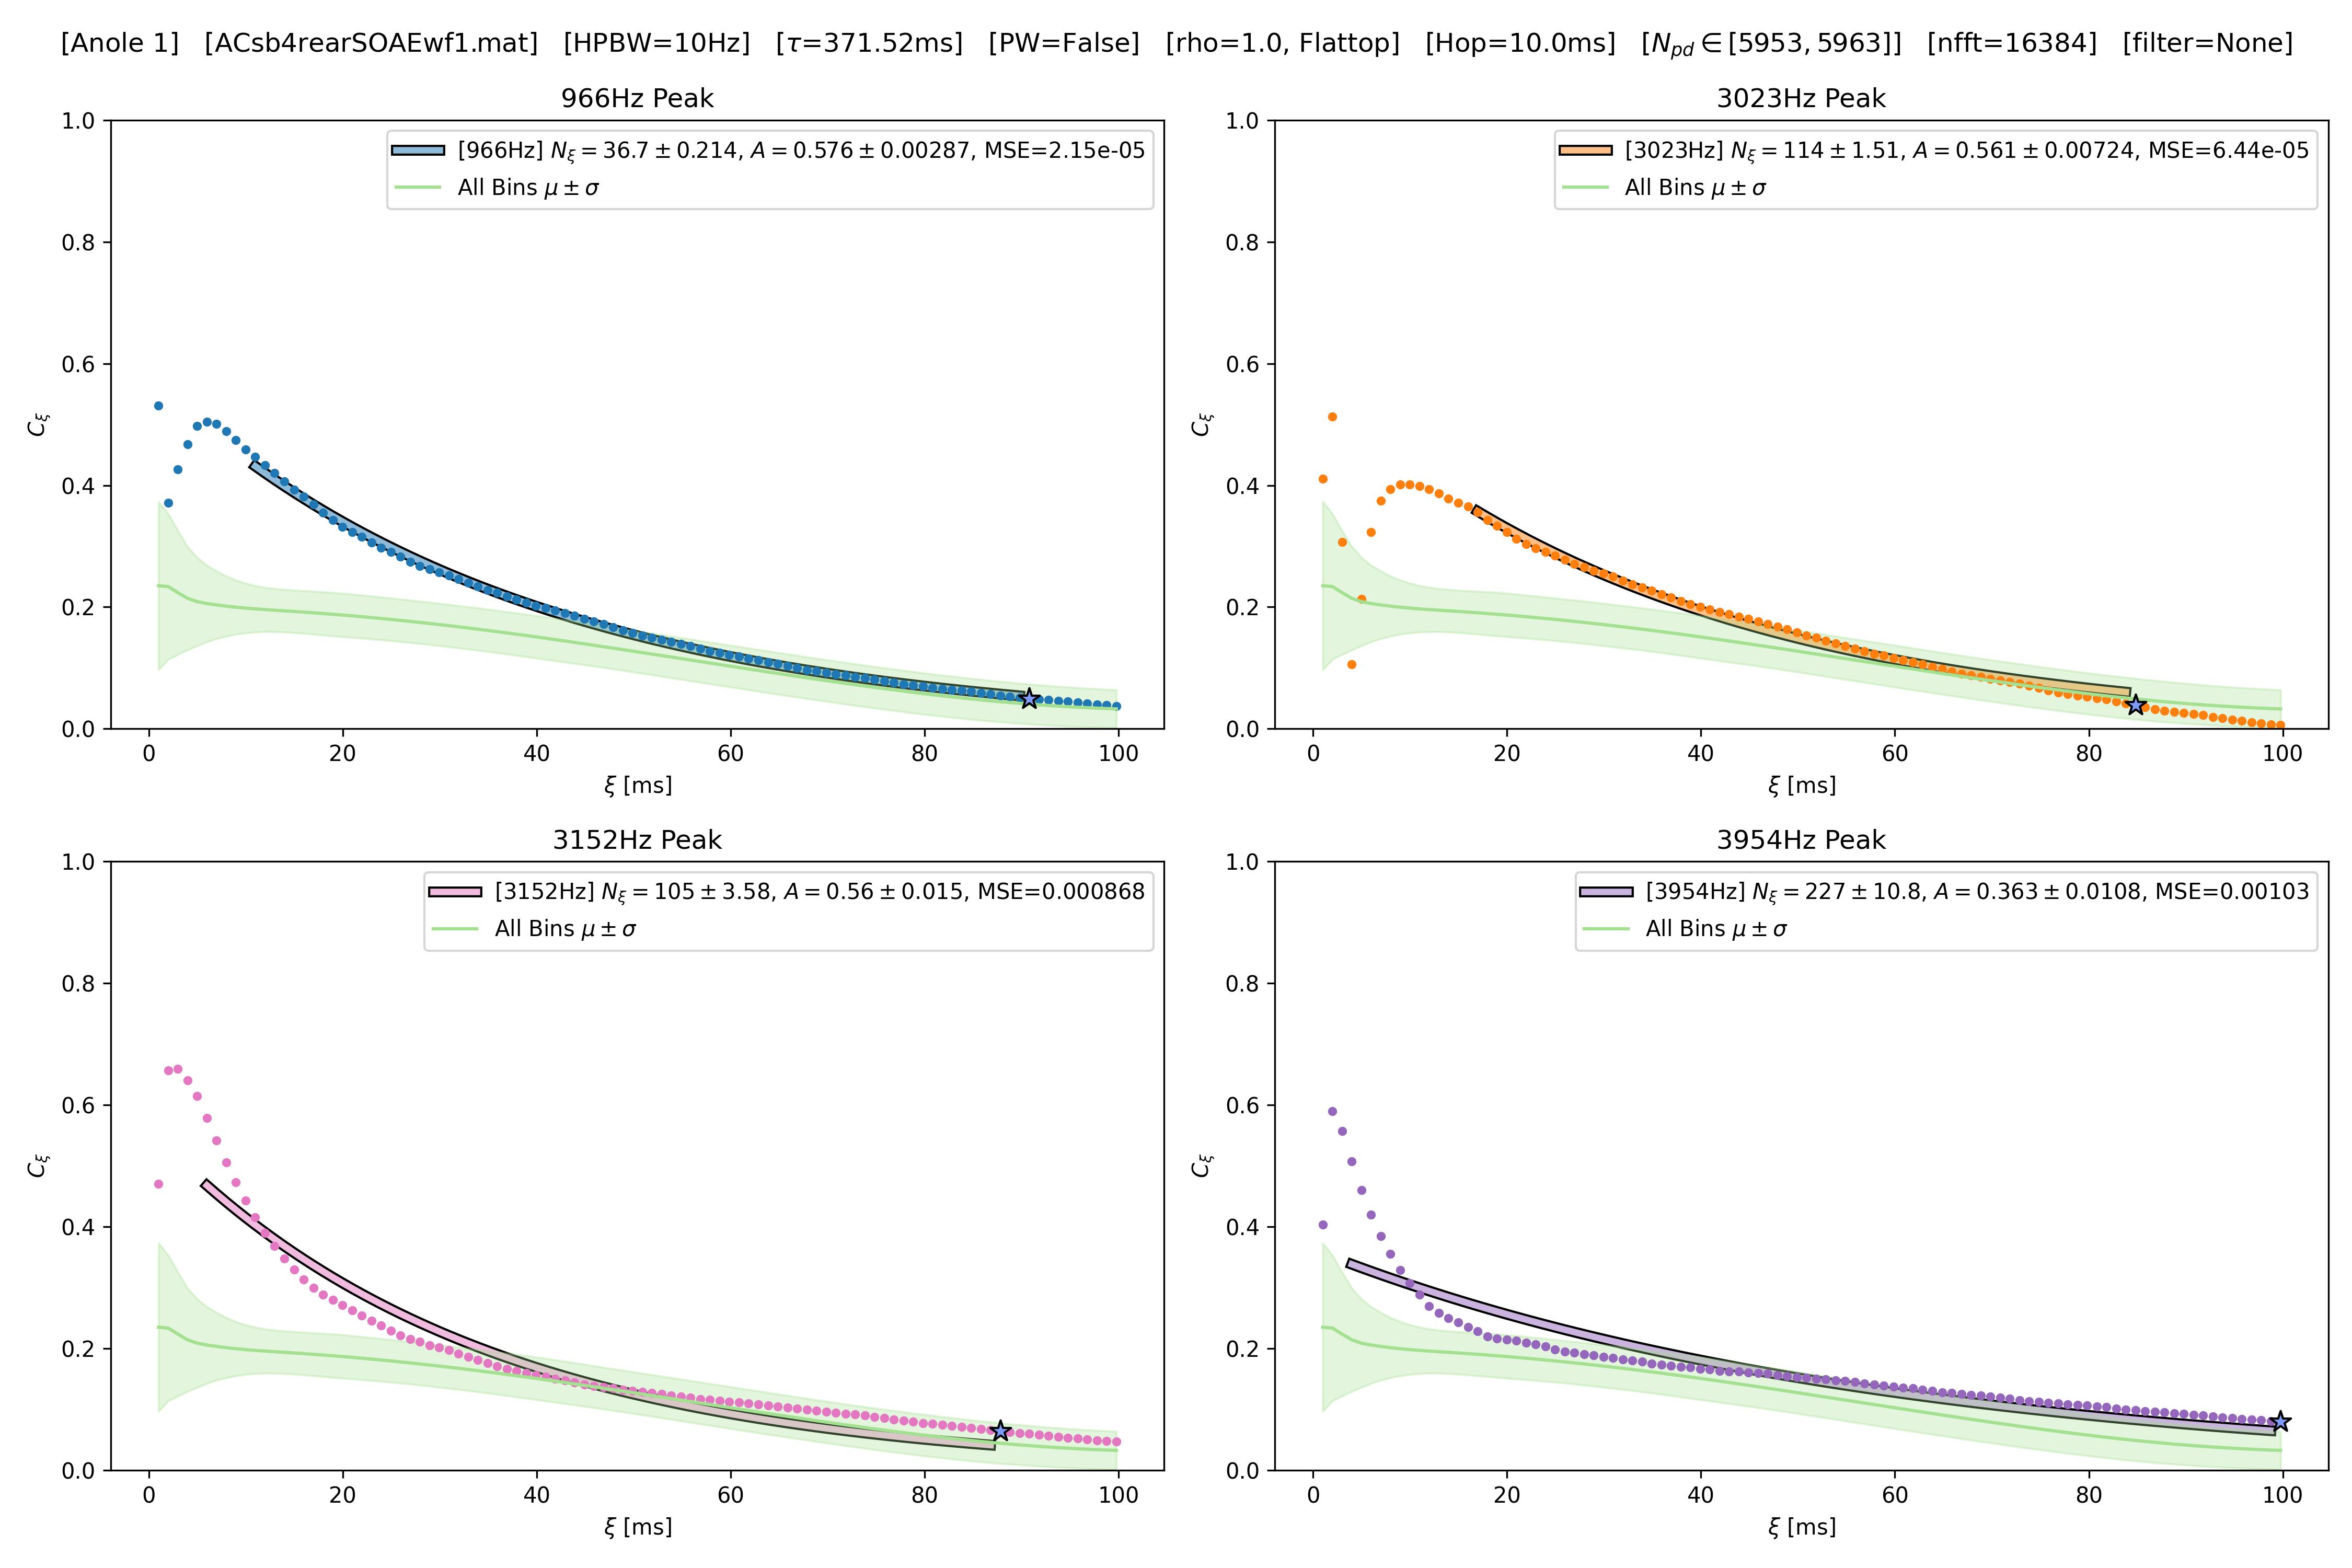 [Anole 1] [ACsb4rearSOAEwf1.mat] [HPBW=10Hz] [τ=371.52ms] [PW=False] [rho=1.0, Flattop] [Hop=10.0ms] [N_pd ∈ [5953, 5963]] [nfft=16384] [filter=None]
966Hz Peak
[966Hz] N_ξ = 36.7 ± 0.214, A = 0.576 ± 0.00287, MSE=2.15e-05
All Bins μ ± σ
1.0
0.8
0.6
0.4
0.2
0.0
C_ξ
0 20 40 60 80 100
ξ [ms]
3023Hz Peak
[3023Hz] N_ξ = 114 ± 1.51, A = 0.561 ± 0.00724, MSE=6.44e-05
All Bins μ ± σ
1.0
0.8
0.6
0.4
0.2
0.0
C_ξ
0 20 40 60 80 100
ξ [ms]
3152Hz Peak
[3152Hz] N_ξ = 105 ± 3.58, A = 0.56 ± 0.015, MSE=0.000868
All Bins μ ± σ
1.0
0.8
0.6
0.4
0.2
0.0
C_ξ
0 20 40 60 80 100
ξ [ms]
3954Hz Peak
[3954Hz] N_ξ = 227 ± 10.8, A = 0.363 ± 0.0108, MSE=0.00103
All Bins μ ± σ
1.0
0.8
0.6
0.4
0.2
0.0
C_ξ
0 20 40 60 80 100
ξ [ms]